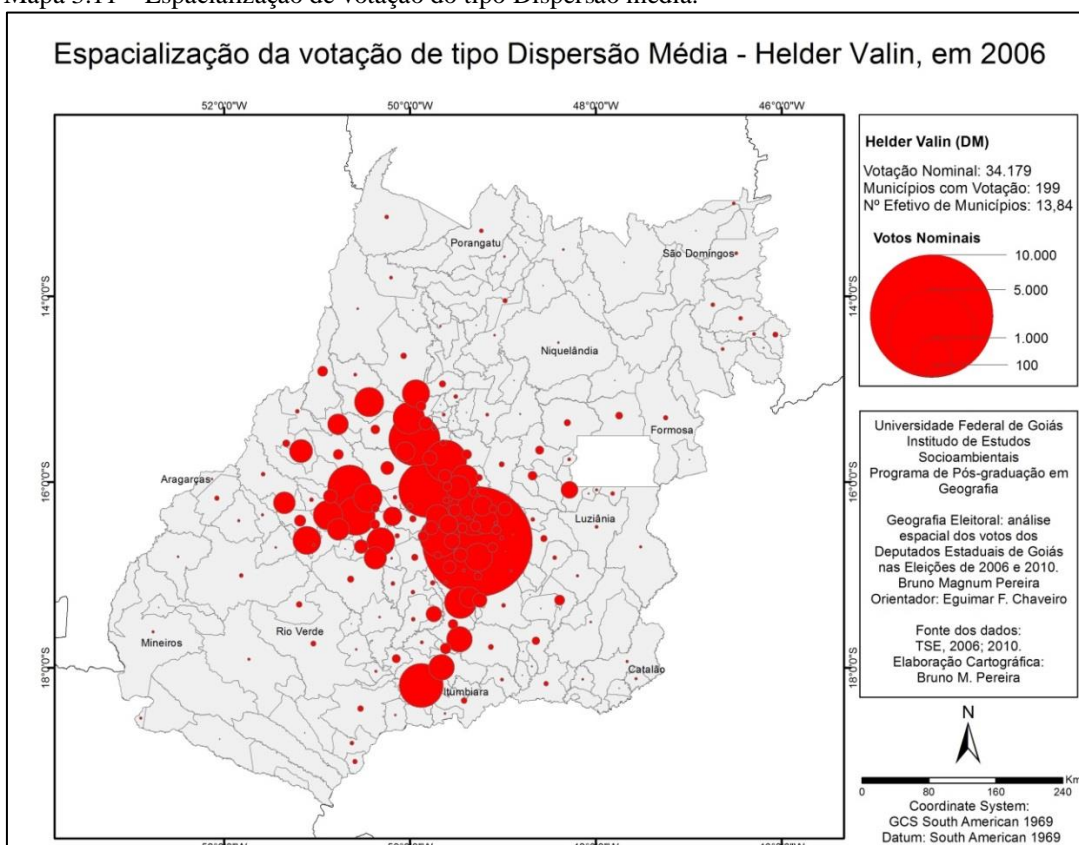 Mapa 3.11 – Espacialização de votação do tipo Dispersão média.
Espacialização da votação de tipo Dispersão Média - Helder Valin, em 2006
52°0'0"W
50°0'0"W
48°0'0"W
46°0'0"W
Helder Valin (DM)
Votação Nominal: 34.179
Municípios com Votação: 199
Nº Efetivo de Municípios: 13,84
Votos Nominais
10.000
5.000
1.000
100
Porangatu
São Domingos
14°0'0"S
14°0'0"S
Niquelândia
Formosa
Aragarças
16°0'0"S
16°0'0"S
Luziânia
Rio Verde
Mineiros
18°0'0"S
18°0'0"S
Catalão
Itumbiara
Universidade Federal de Goiás
Institudo de Estudos
Socioambientais
Programa de Pós-graduação em
Geografia
Geografia Eleitoral: análise
espacial dos votos dos
Deputados Estaduais de Goiás
nas Eleições de 2006 e 2010.
Bruno Magnum Pereira
Orientador: Eguimar F. Chaveiro
Fonte dos dados:
TSE, 2006; 2010.
Elaboração Cartográfica:
Bruno M. Pereira
N
Km
0 80 160 240
Coordinate System:
GCS South American 1969
Datum: South American 1969